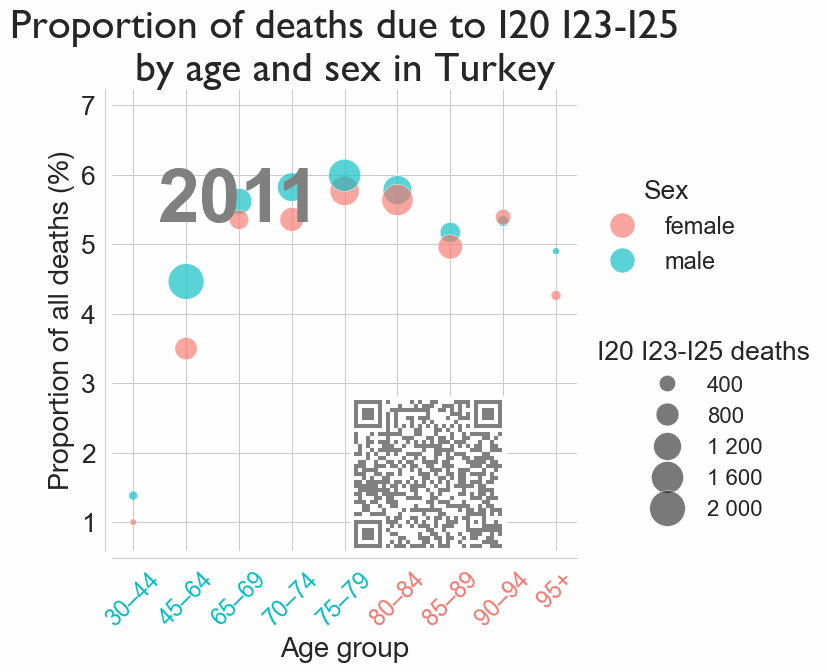 Proportion of deaths due to I20 I23-I25
by age and sex in Turkey
Proportion of all deaths (%)
7
6
5
4
3
2
1
2011
30–44
45–64
65–69
70–74
75–79
80–84
85–89
90–94
95+
Age group
Sex
female
male
I20 I23-I25 deaths
400
800
1 200
1 600
2 000